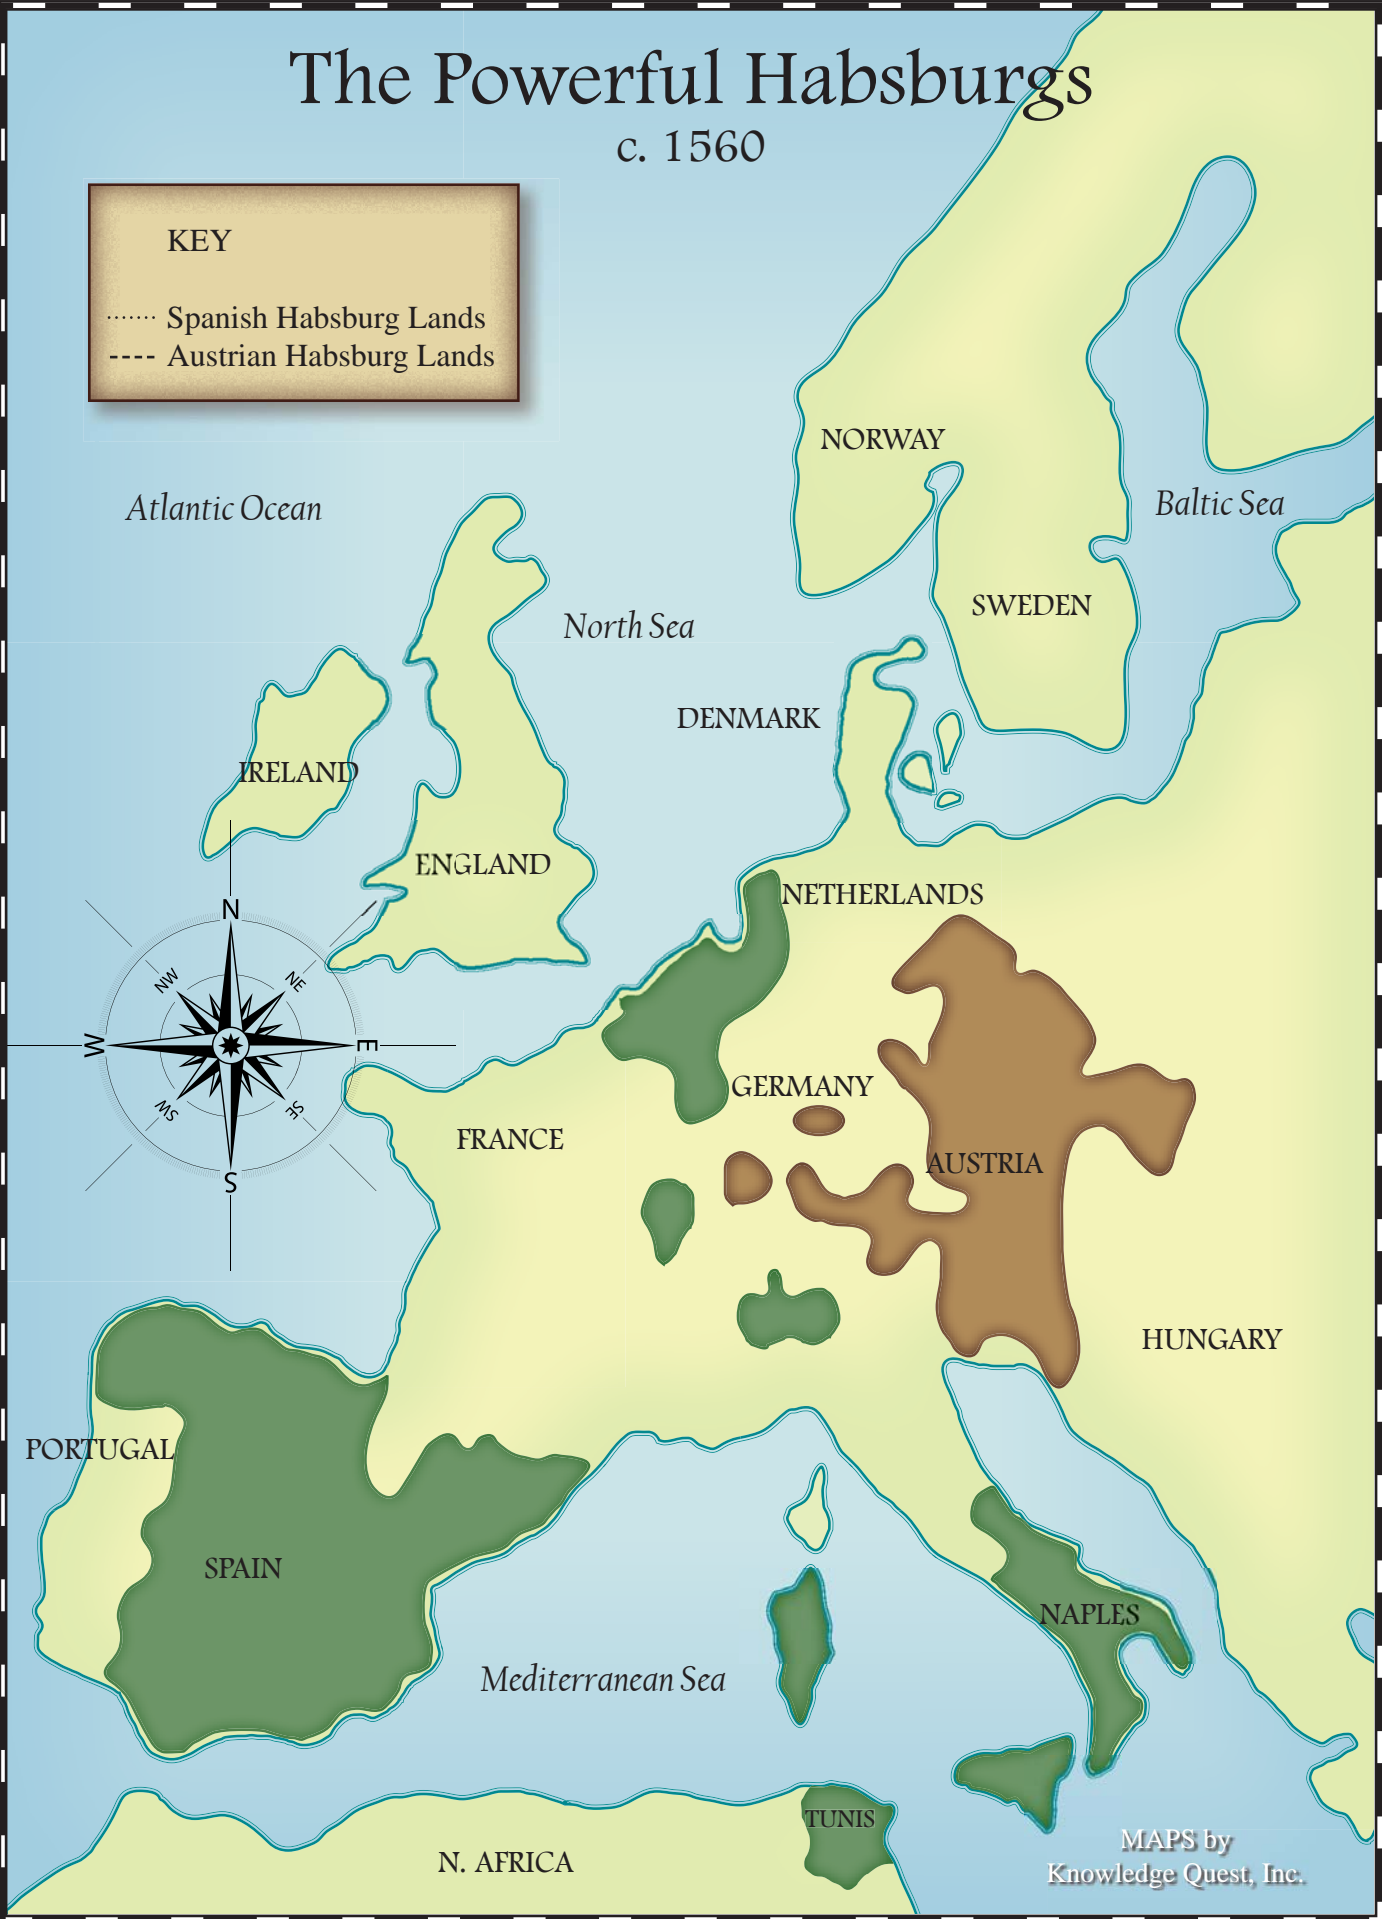 The Powerful Habsburgs
c. 1560
KEY
Spanish Habsburg Lands
Austrian Habsburg Lands
NORWAY
Atlantic Ocean
Baltic Sea
North Sea
SWEDEN
DENMARK
IRELAND
ENGLAND
NETHERLANDS
N
NW
NE
W
E
SW
SE
S
GERMANY
FRANCE
AUSTRIA
HUNGARY
PORTUGAL
SPAIN
NAPLES
Mediterranean Sea
TUNIS
N. AFRICA
MAPS by
Knowledge Quest, Inc.